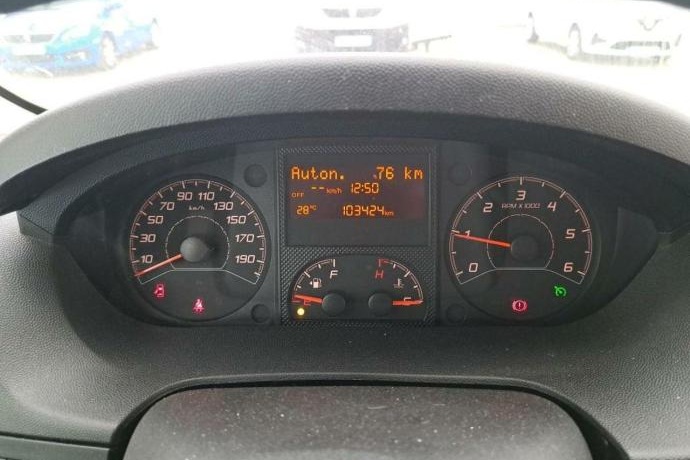 Auton. 76 km
OFF --km/h 12:50
28°C 103424km
10 30 50 70 90 110 130 150 170 190
km/h
0 1 2 3 4 5 6
RPM X 1000
E F
H C